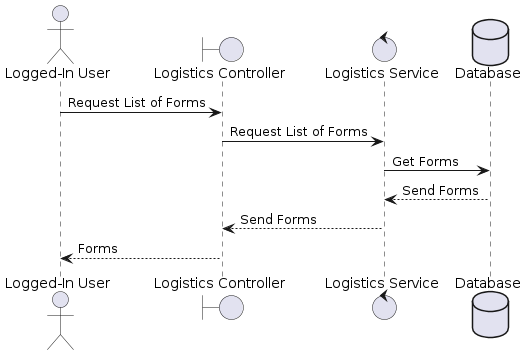 Logged-In User Logistics Controller Logistics Service Database
Request List of Forms
Request List of Forms
Get Forms
Send Forms
Send Forms
Forms
Logged-In User Logistics Controller Logistics Service Database